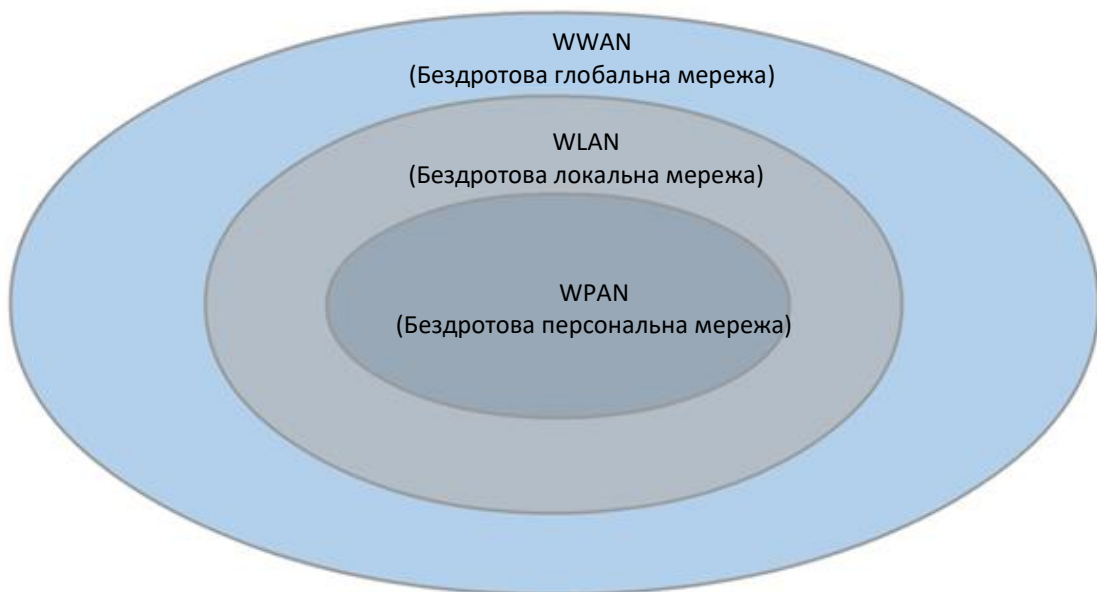 WWAN
(Бездротова глобальна мережа)
WLAN
(Бездротова локальна мережа)
WPAN
(Бездротова персональна мережа)